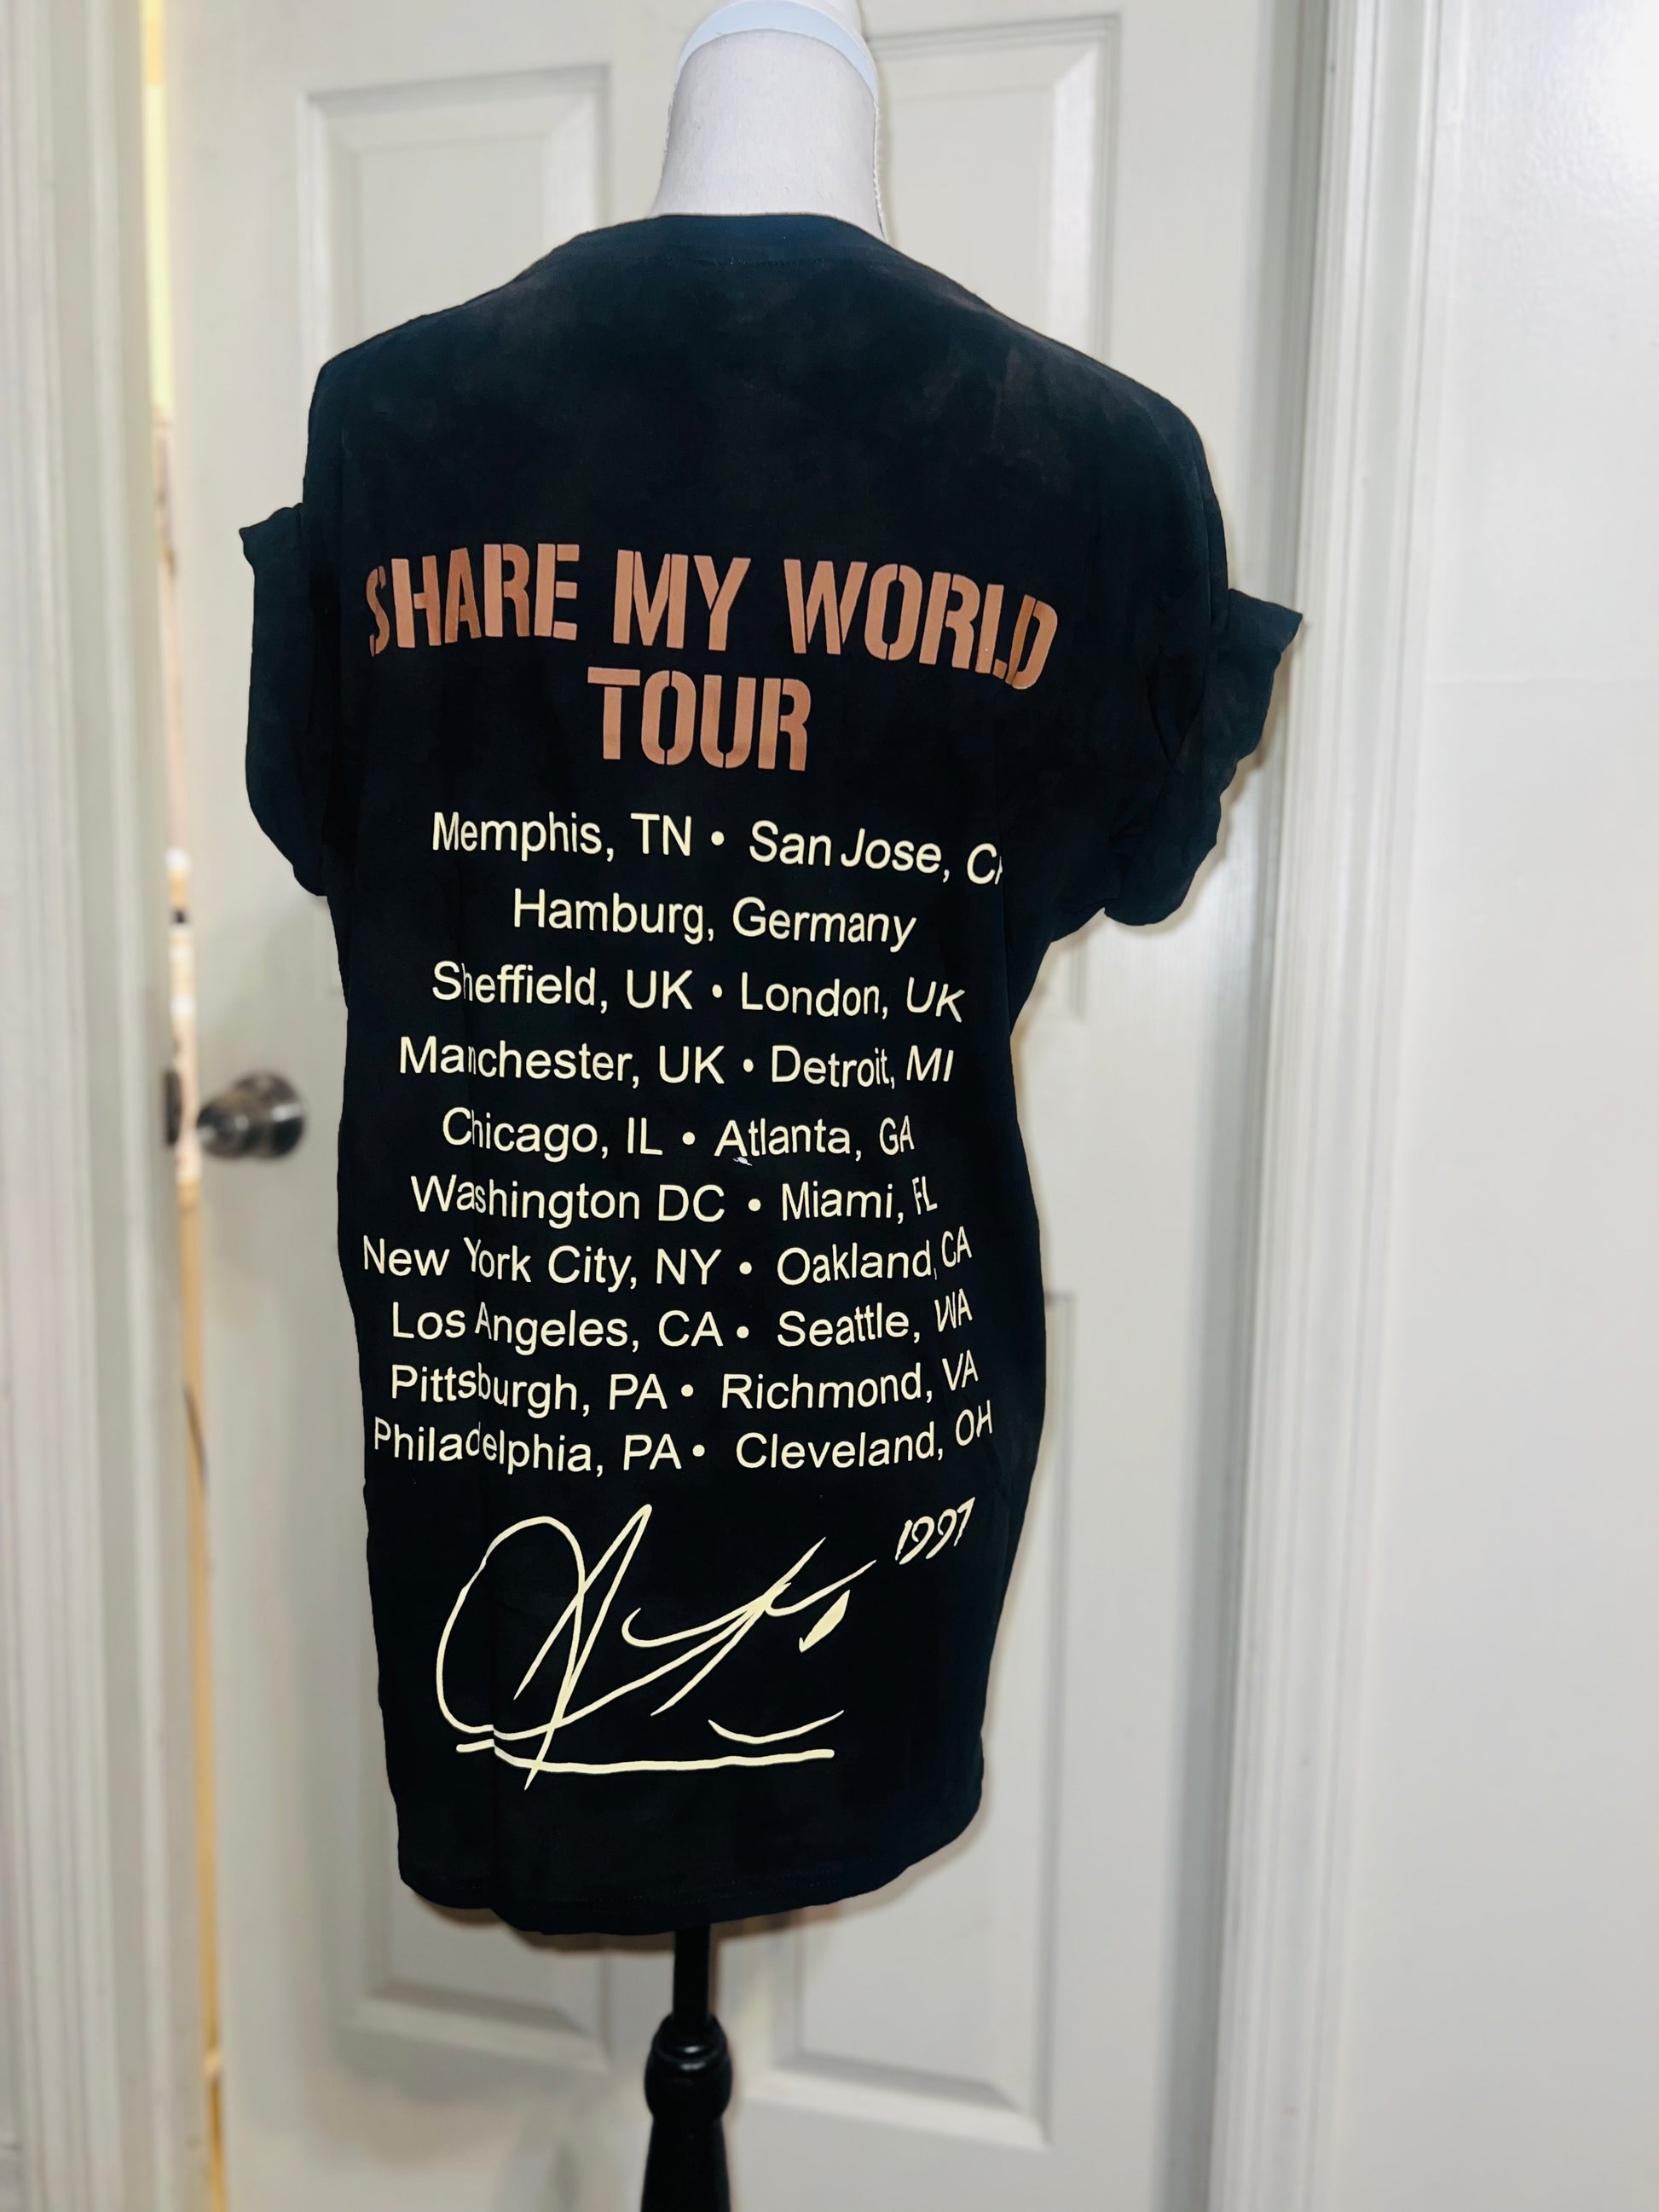 SHARE MY WORLD
TOUR
Memphis, TN • San Jose, CA
Hamburg, Germany
Sheffield, UK • London, UK
Manchester, UK • Detroit, MI
Chicago, IL • Atlanta, GA
Washington DC • Miami, FL
New York City, NY • Oakland, CA
Los Angeles, CA • Seattle, WA
Pittsburgh, PA • Richmond, VA
Philadelphia, PA • Cleveland, OH
1997